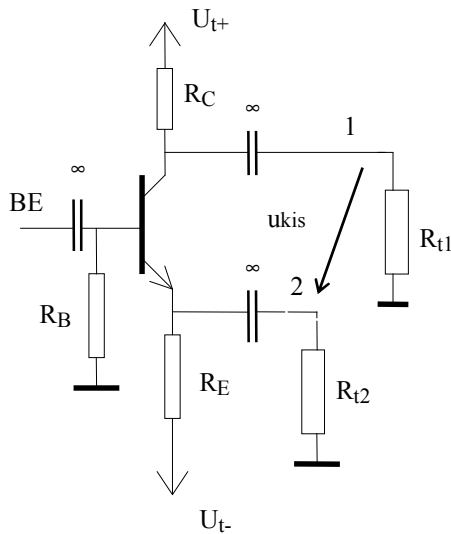 Ut+
RC
∞
∞
1
BE
ukis
Rt1
∞
2
RB
RE
Rt2
Ut-